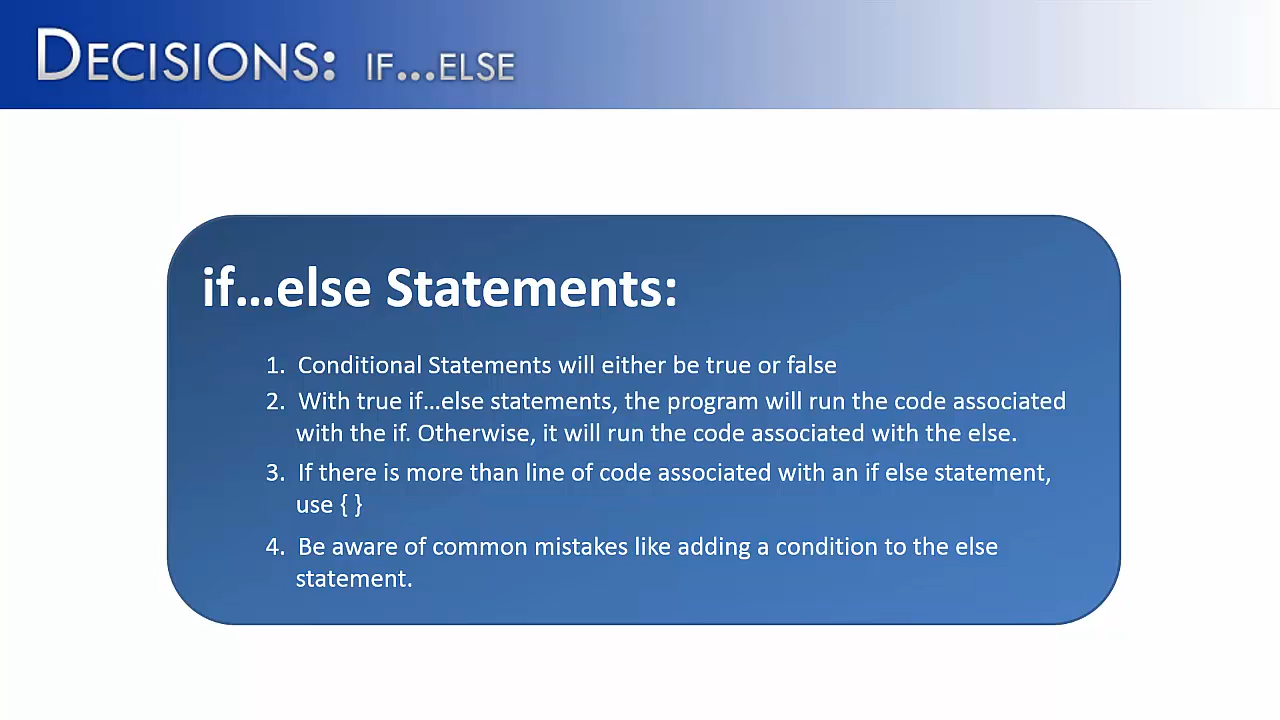 DECISIONS: IF...ELSE
if...else Statements:
1. Conditional Statements will either be true or false
2. With true if...else statements, the program will run the code associated
with the if. Otherwise, it will run the code associated with the else.
3. If there is more than line of code associated with an if else statement,
use { }
4. Be aware of common mistakes like adding a condition to the else
statement.